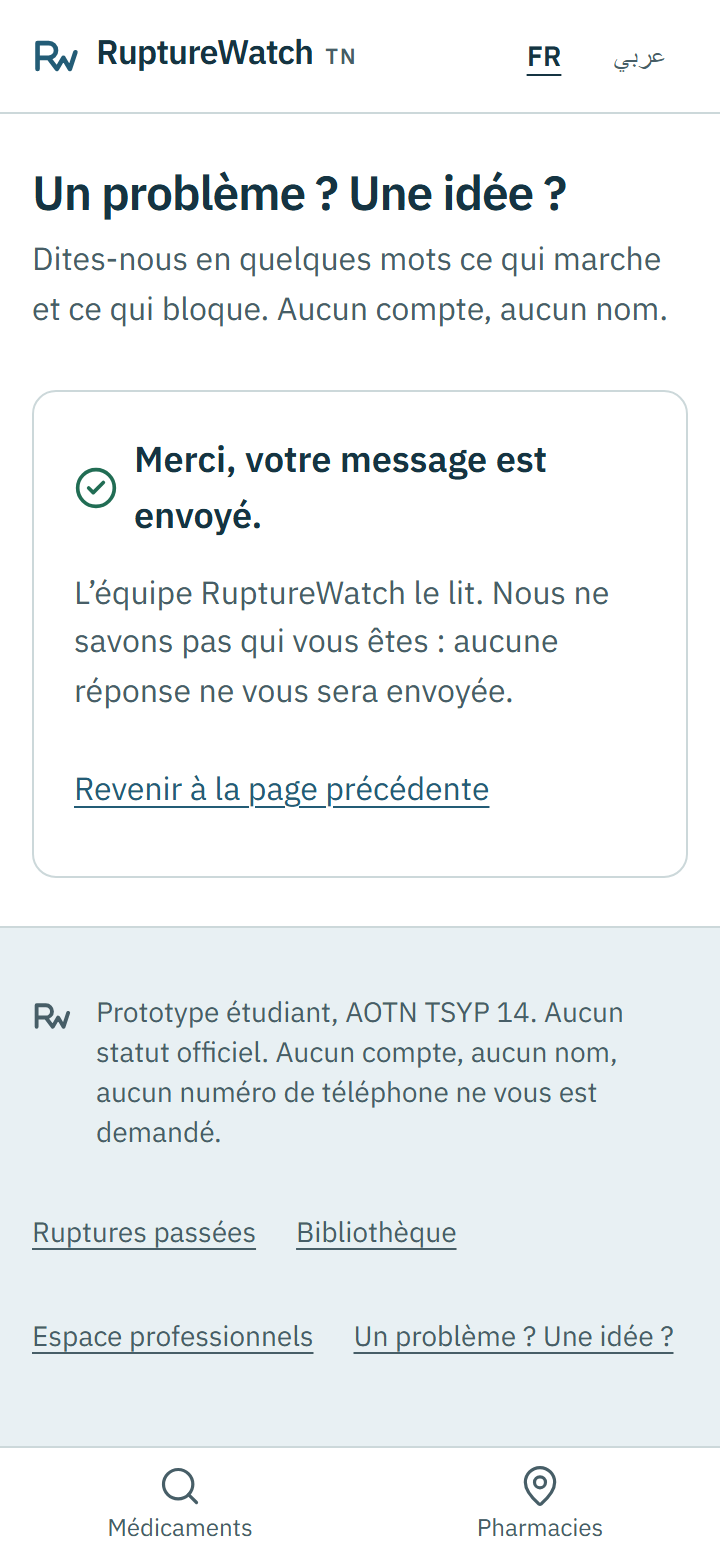 RW RuptureWatch TN FR عربي
Un problème ? Une idée ?
Dites-nous en quelques mots ce qui marche
et ce qui bloque. Aucun compte, aucun nom.
Merci, votre message est
envoyé.
L’équipe RuptureWatch le lit. Nous ne
savons pas qui vous êtes : aucune
réponse ne vous sera envoyée.
Revenir à la page précédente
RW Prototype étudiant, AOTN TSYP 14. Aucun
statut officiel. Aucun compte, aucun nom,
aucun numéro de téléphone ne vous est
demandé.
Ruptures passées Bibliothèque
Espace professionnels Un problème ? Une idée ?
Médicaments Pharmacies